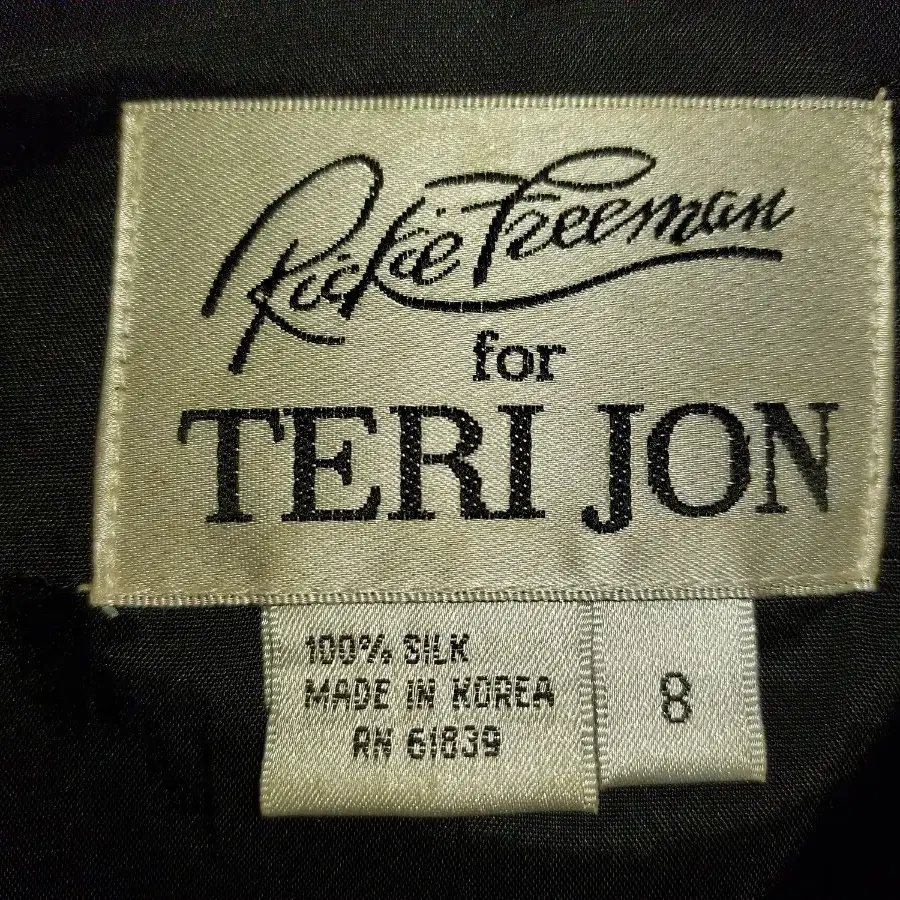 Rickie Freeman
for
TERI JON
100% SILK
MADE IN KOREA
RN 61839
8